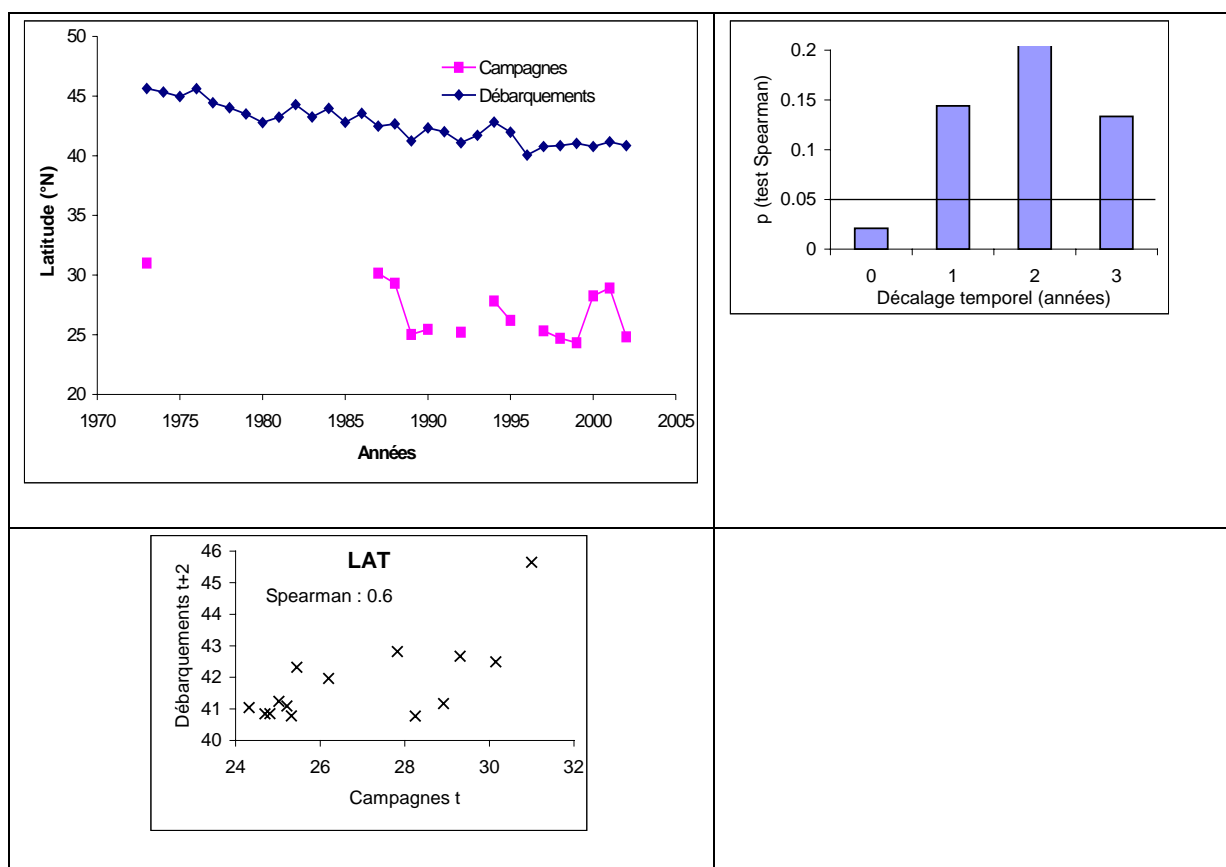 50
45
40
35
30
25
20
Latitude (°N)
Campagnes
Débarquements
1970 1975 1980 1985 1990 1995 2000 2005
Années
0.2
0.15
0.1
0.05
0
p (test Spearman)
0 1 2 3
Décalage temporel (années)
LAT
Spearman : 0.6
46
45
44
43
42
41
40
Débarquements t+2
24 26 28 30 32
Campagnes t